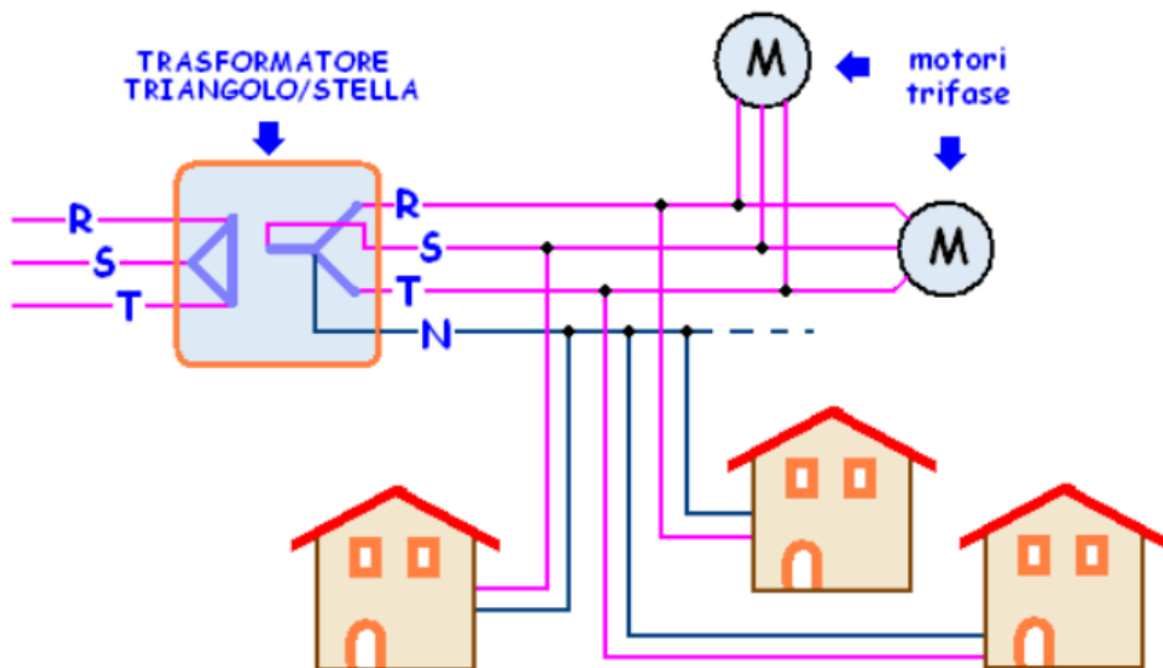 TRASFORMATORE
TRIANGOLO/STELLA
M
motori
trifase
R
S
T
R
S
T
N
M